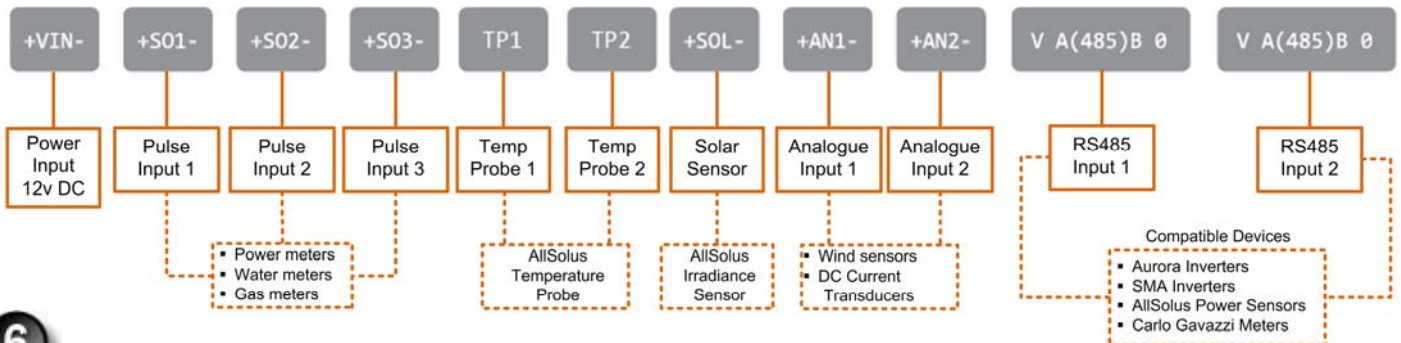 +VIN-
+SO1-
+SO2-
+SO3-
TP1
TP2
+SOL-
+AN1-
+AN2-
V A(485)B 0
V A(485)B 0
Power
Input
12v DC
Pulse
Input 1
Pulse
Input 2
Pulse
Input 3
Temp
Probe 1
Temp
Probe 2
Solar
Sensor
Analogue
Input 1
Analogue
Input 2
RS485
Input 1
RS485
Input 2
▪ Power meters
▪ Water meters
▪ Gas meters
AllSolus
Temperature
Probe
AllSolus
Irradiance
Sensor
▪ Wind sensors
▪ DC Current
Transducers
Compatible Devices
▪ Aurora Inverters
▪ SMA Inverters
▪ AllSolus Power Sensors
▪ Carlo Gavazzi Meters
6